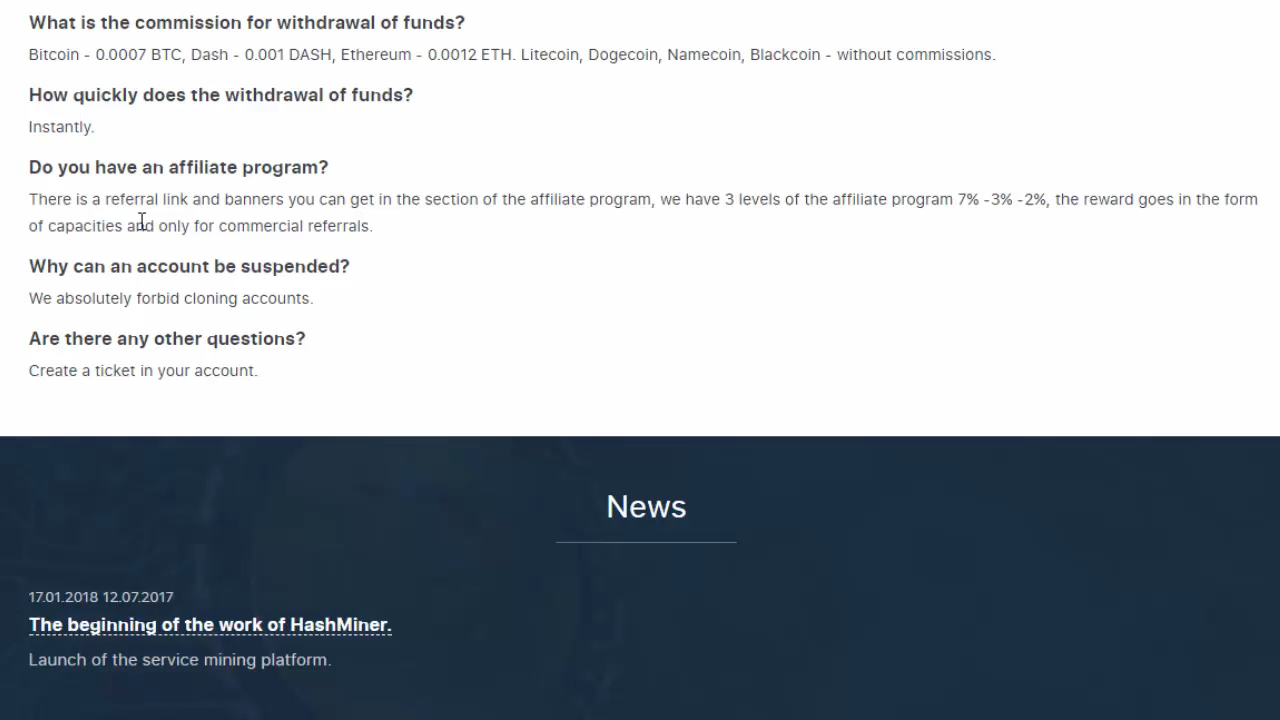 What is the commission for withdrawal of funds?
Bitcoin - 0.0007 BTC, Dash - 0.001 DASH, Ethereum - 0.0012 ETH. Litecoin, Dogecoin, Namecoin, Blackcoin - without commissions.
How quickly does the withdrawal of funds?
Instantly.
Do you have an affiliate program?
There is a referral link and banners you can get in the section of the affiliate program, we have 3 levels of the affiliate program 7% -3% -2%, the reward goes in the form
of capacities and only for commercial referrals.
Why can an account be suspended?
We absolutely forbid cloning accounts.
Are there any other questions?
Create a ticket in your account.
News
17.01.2018 12.07.2017
The beginning of the work of HashMiner.
Launch of the service mining platform.